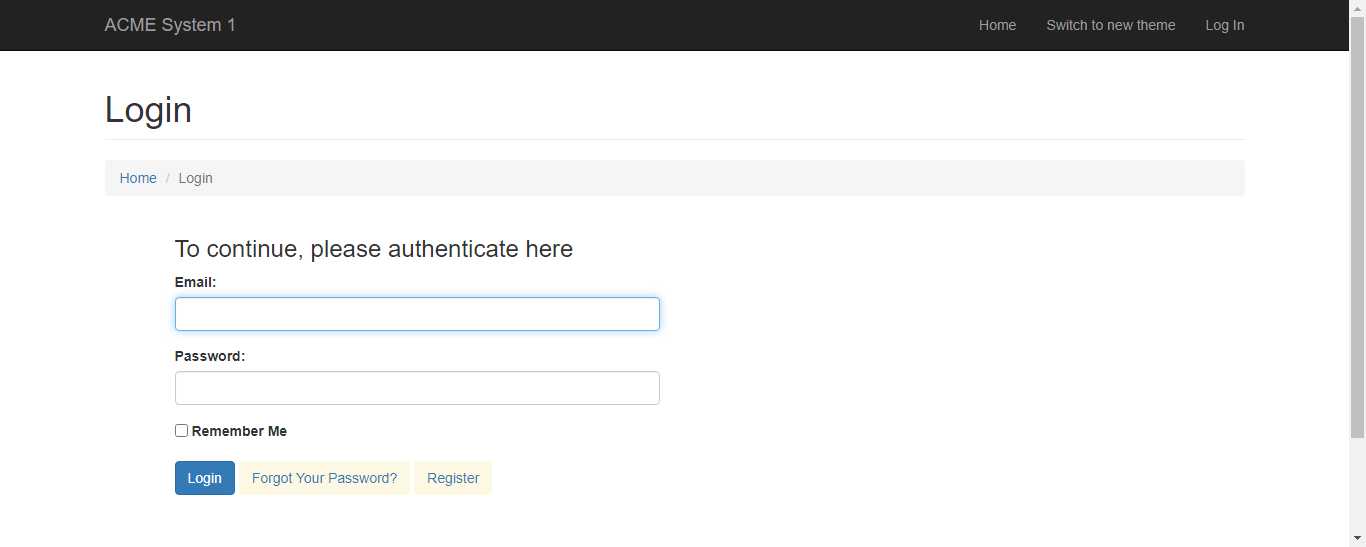 ACME System 1 Home Switch to new theme Log In
Login
Home / Login
To continue, please authenticate here
Email:
Password:
Remember Me
Login Forgot Your Password? Register